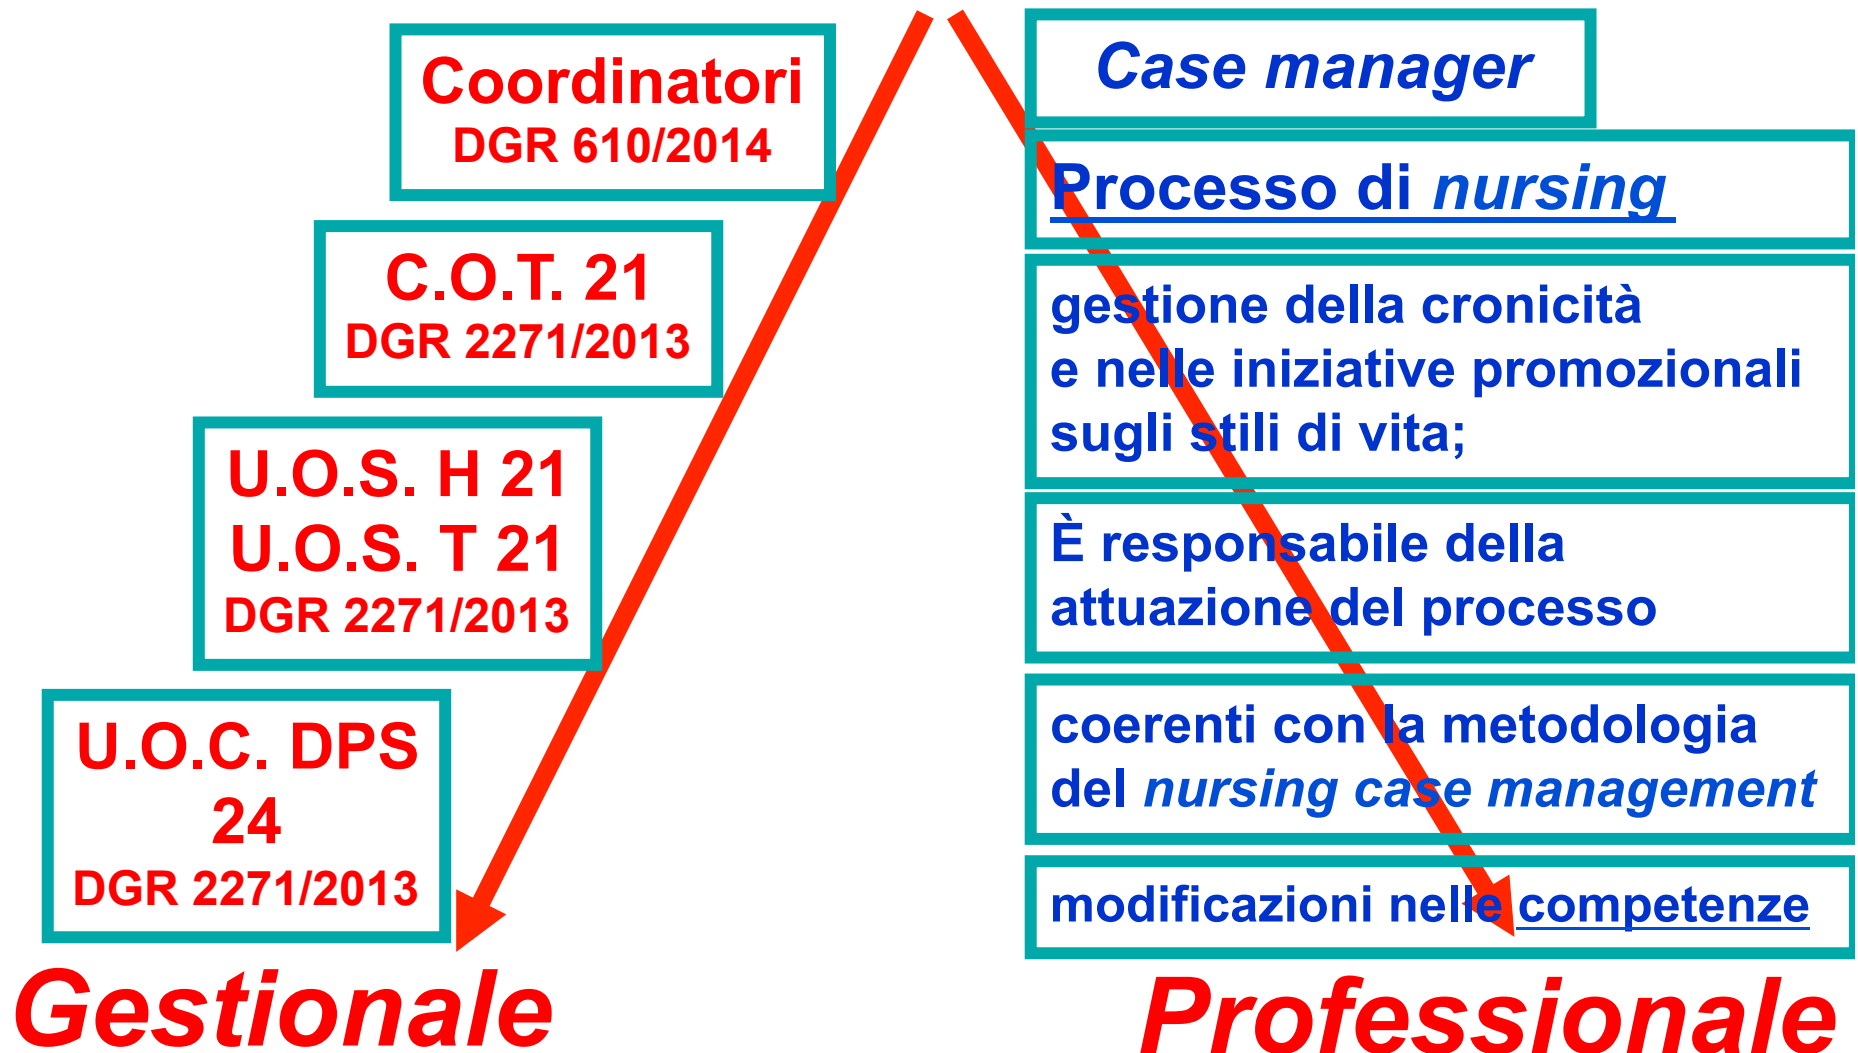 Coordinatori
DGR 610/2014
C.O.T. 21
DGR 2271/2013
U.O.S. H 21
U.O.S. T 21
DGR 2271/2013
U.O.C. DPS
24
DGR 2271/2013
Gestionale
Case manager
Processo di nursing
gestione della cronicità
e nelle iniziative promozionali
sugli stili di vita;
È responsabile della
attuazione del processo
coerenti con la metodologia
del nursing case management
modificazioni nelle competenze
Professionale